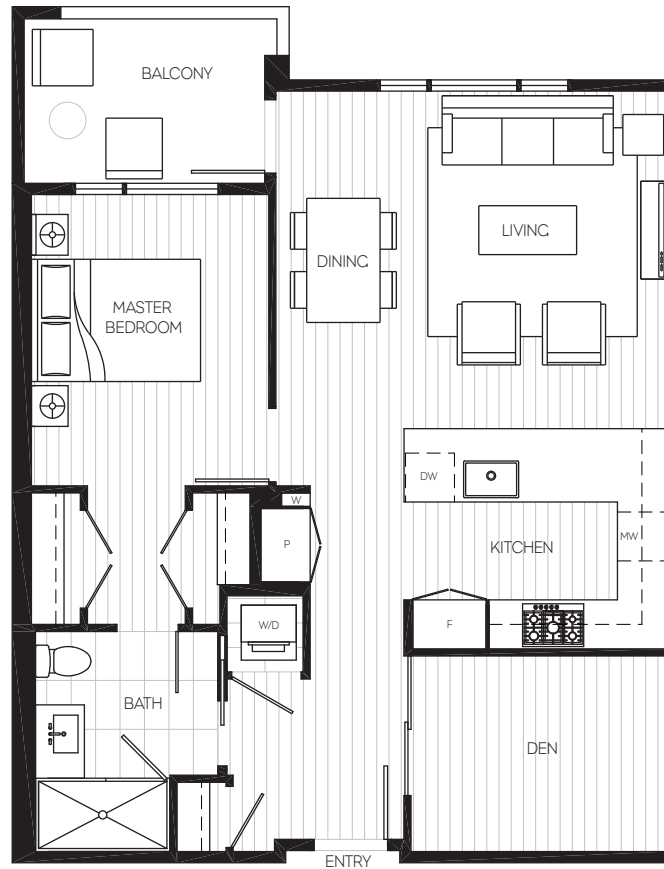 BALCONY
LIVING
DINING
MASTER
BEDROOM
DW
W
P
KITCHEN
MW
W/D
F
BATH
DEN
ENTRY